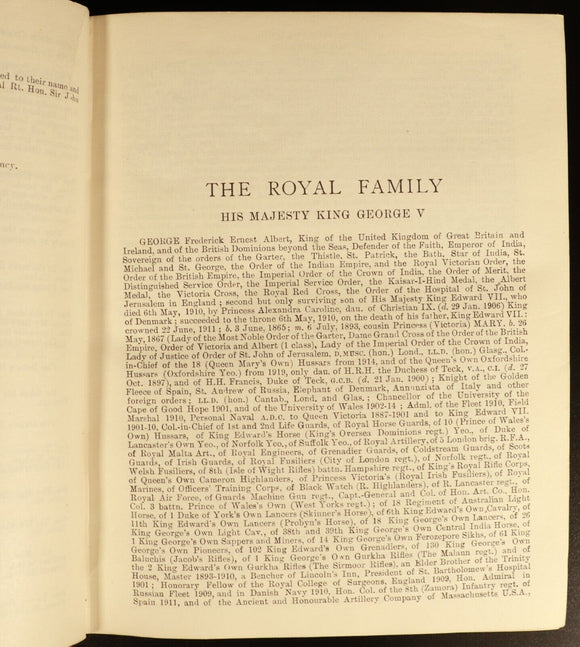 ed to their name and
al Rt. Hon. Sir John
ncy.
THE ROYAL FAMILY
HIS MAJESTY KING GEORGE V
GEORGE Frederick Ernest Albert, King of the United Kingdom of Great Britain and
Ireland, and of the British Dominions beyond the Seas, Defender of the Faith, Emperor of India,
Sovereign of the orders of the Garter, the Thistle, St. Patrick, the Bath, Star of India, St.
Michael and St. George, the Order of the Indian Empire, and the Royal Victorian Order, the
Order of the British Empire, the Imperial Order of the Crown of India, the Order of Merit, the
Distinguished Service Order, the Imperial Service Order, the Kaisar-I-Hind Medal, the Albert
Medal, the Victoria Cross, the Royal Red Cross, the Order of the Hospital of St. John of
Jerusalem in England ; second but only surviving son of His Majesty King Edward VII., who
died 6th May, 1910, by Princess Alexandra Caroline, dau. of Christian IX. (d. 29 Jan. 1906) King
of Denmark ; succeeded to the throne 6th May, 1910, on the death of his father, King Edward VII :
crowned 22 June, 1911 ; b. 3 June, 1865 ; m. 6 July, 1893, cousin Princess (Victoria) MARY. b. 26
May, 1867 (Lady of the Most Noble Order of the Garter, Dame Grand Cross of the Order of the British
Empire, Order of Victoria and Albert (1 class), Lady of the Imperial Order of the Crown of India,
Lady of Justice of Order of St. John of Jerusalem, D.MUSC. (hon.) Lond., LL.D. (hon.) Glasg., Col.-
in-Chief of the 18 (Queen Mary's Own) Hussars from 1914, and of the Queen's Own Oxfordshire
Hussars (Oxfordshire Yeo.) from 1919, only dau. of H.R.H. the Duchess of Teck, V.A., C.I. (d. 27
Oct. 1897), and of H.H. Francis, Duke of Teck, G.C.B. (d. 21 Jan. 1900) ; Knight of the Golden
Fleece of Spain, St. Andrew of Russia, Elephant of Denmark, Annunxiata of Italy and other
foreign orders ; LL.D. (hon.) Cantab., Lond. and Glas. ; Chancellor of the University of the
Cape of Good Hope 1901, and of the University of Wales 1902-14 ; Adml. of the Fleet 1910, Field
Marshal 1910, Personal Naval A.D.C. to Queen Victoria 1887-1901 and to King Edward VII.
1901-10, Col.-in-Chief of 1st and 2nd Life Guards, of Royal Horse Guards, of 10 (Prince of Wales's
Own) Hussars, of King Edward's Horse (King's Oversea Dominions regt.) Yeo., of Duke of
Lancaster's Own Yeo., of Norfolk Yeo., of Suffolk Yeo., of Royal Artillery, of 5 London brig. R.F.A.,
of Royal Malta Art., of Royal Engineers, of Grenadier Guards, of Coldstream Guards, of Scots
Guards, of Irish Guards, of Royal Fusiliers (City of London regt.), of Norfolk regt., of Royal
Welsh Fusiliers, of 8th (Isle of Wight Rifles) battn. Hampshire regt., of King's Royal Rifle Corps,
of Queen's Own Cameron Highlanders, of Princess Victoria's (Royal Irish Fusiliers), of Royal
Marines, of Officers' Training Corps, of Black Watch (R. Highlanders), of R. Lancaster regt., of
Royal Air Force, of Guards Machine Gun regt., Capt.-General and Col. of Hon. Art. Co., Hon.
Col. 3 battn. Prince of Wales's Own (West Yorks regt.) ; of 18 Regiment of Australian Light
Horse, of 1 Duke of York's Own Lancers (Skinner's Horse), of 6th King Edward's Own Cavalry, of
11th King Edward's Own Lancers (Probyn's Horse), of 18 King George's Own Lancers, of 26
King George's Own Light Cav., of 38th and 39th King George's Own Central India Horse, of
1 King George's Own Sappers and Miners, of 14 King George's Own Ferozepore Sikhs, of 61 King
George's Own Pioneers, of 102 King Edward's Own Grenadiers, of 130 King George's Own
Baluchis (Jacob's Rifles), of 1 King George's Own Gurkha Rifles (The Malaun regt.) and of
the 2 King Edward's Own Gurkha Rifles (The Sirmoor Rifles), an Elder Brother of the Trinity
House, Master 1893-1910, a Bencher of Lincoln's Inn, President of St. Bartholomew's Hospital
1901 ; Honorary Fellow of the Royal College of Surgeons, England 1909, Hon. Admiral in
Russian Fleet 1909, and in Danish Navy 1910, Hon. Col. of the 8th (Zamora) Infantry regt. of
Spain 1911, and of the Ancient and Honourable Artillery Company of Massachusetts U.S.A.,